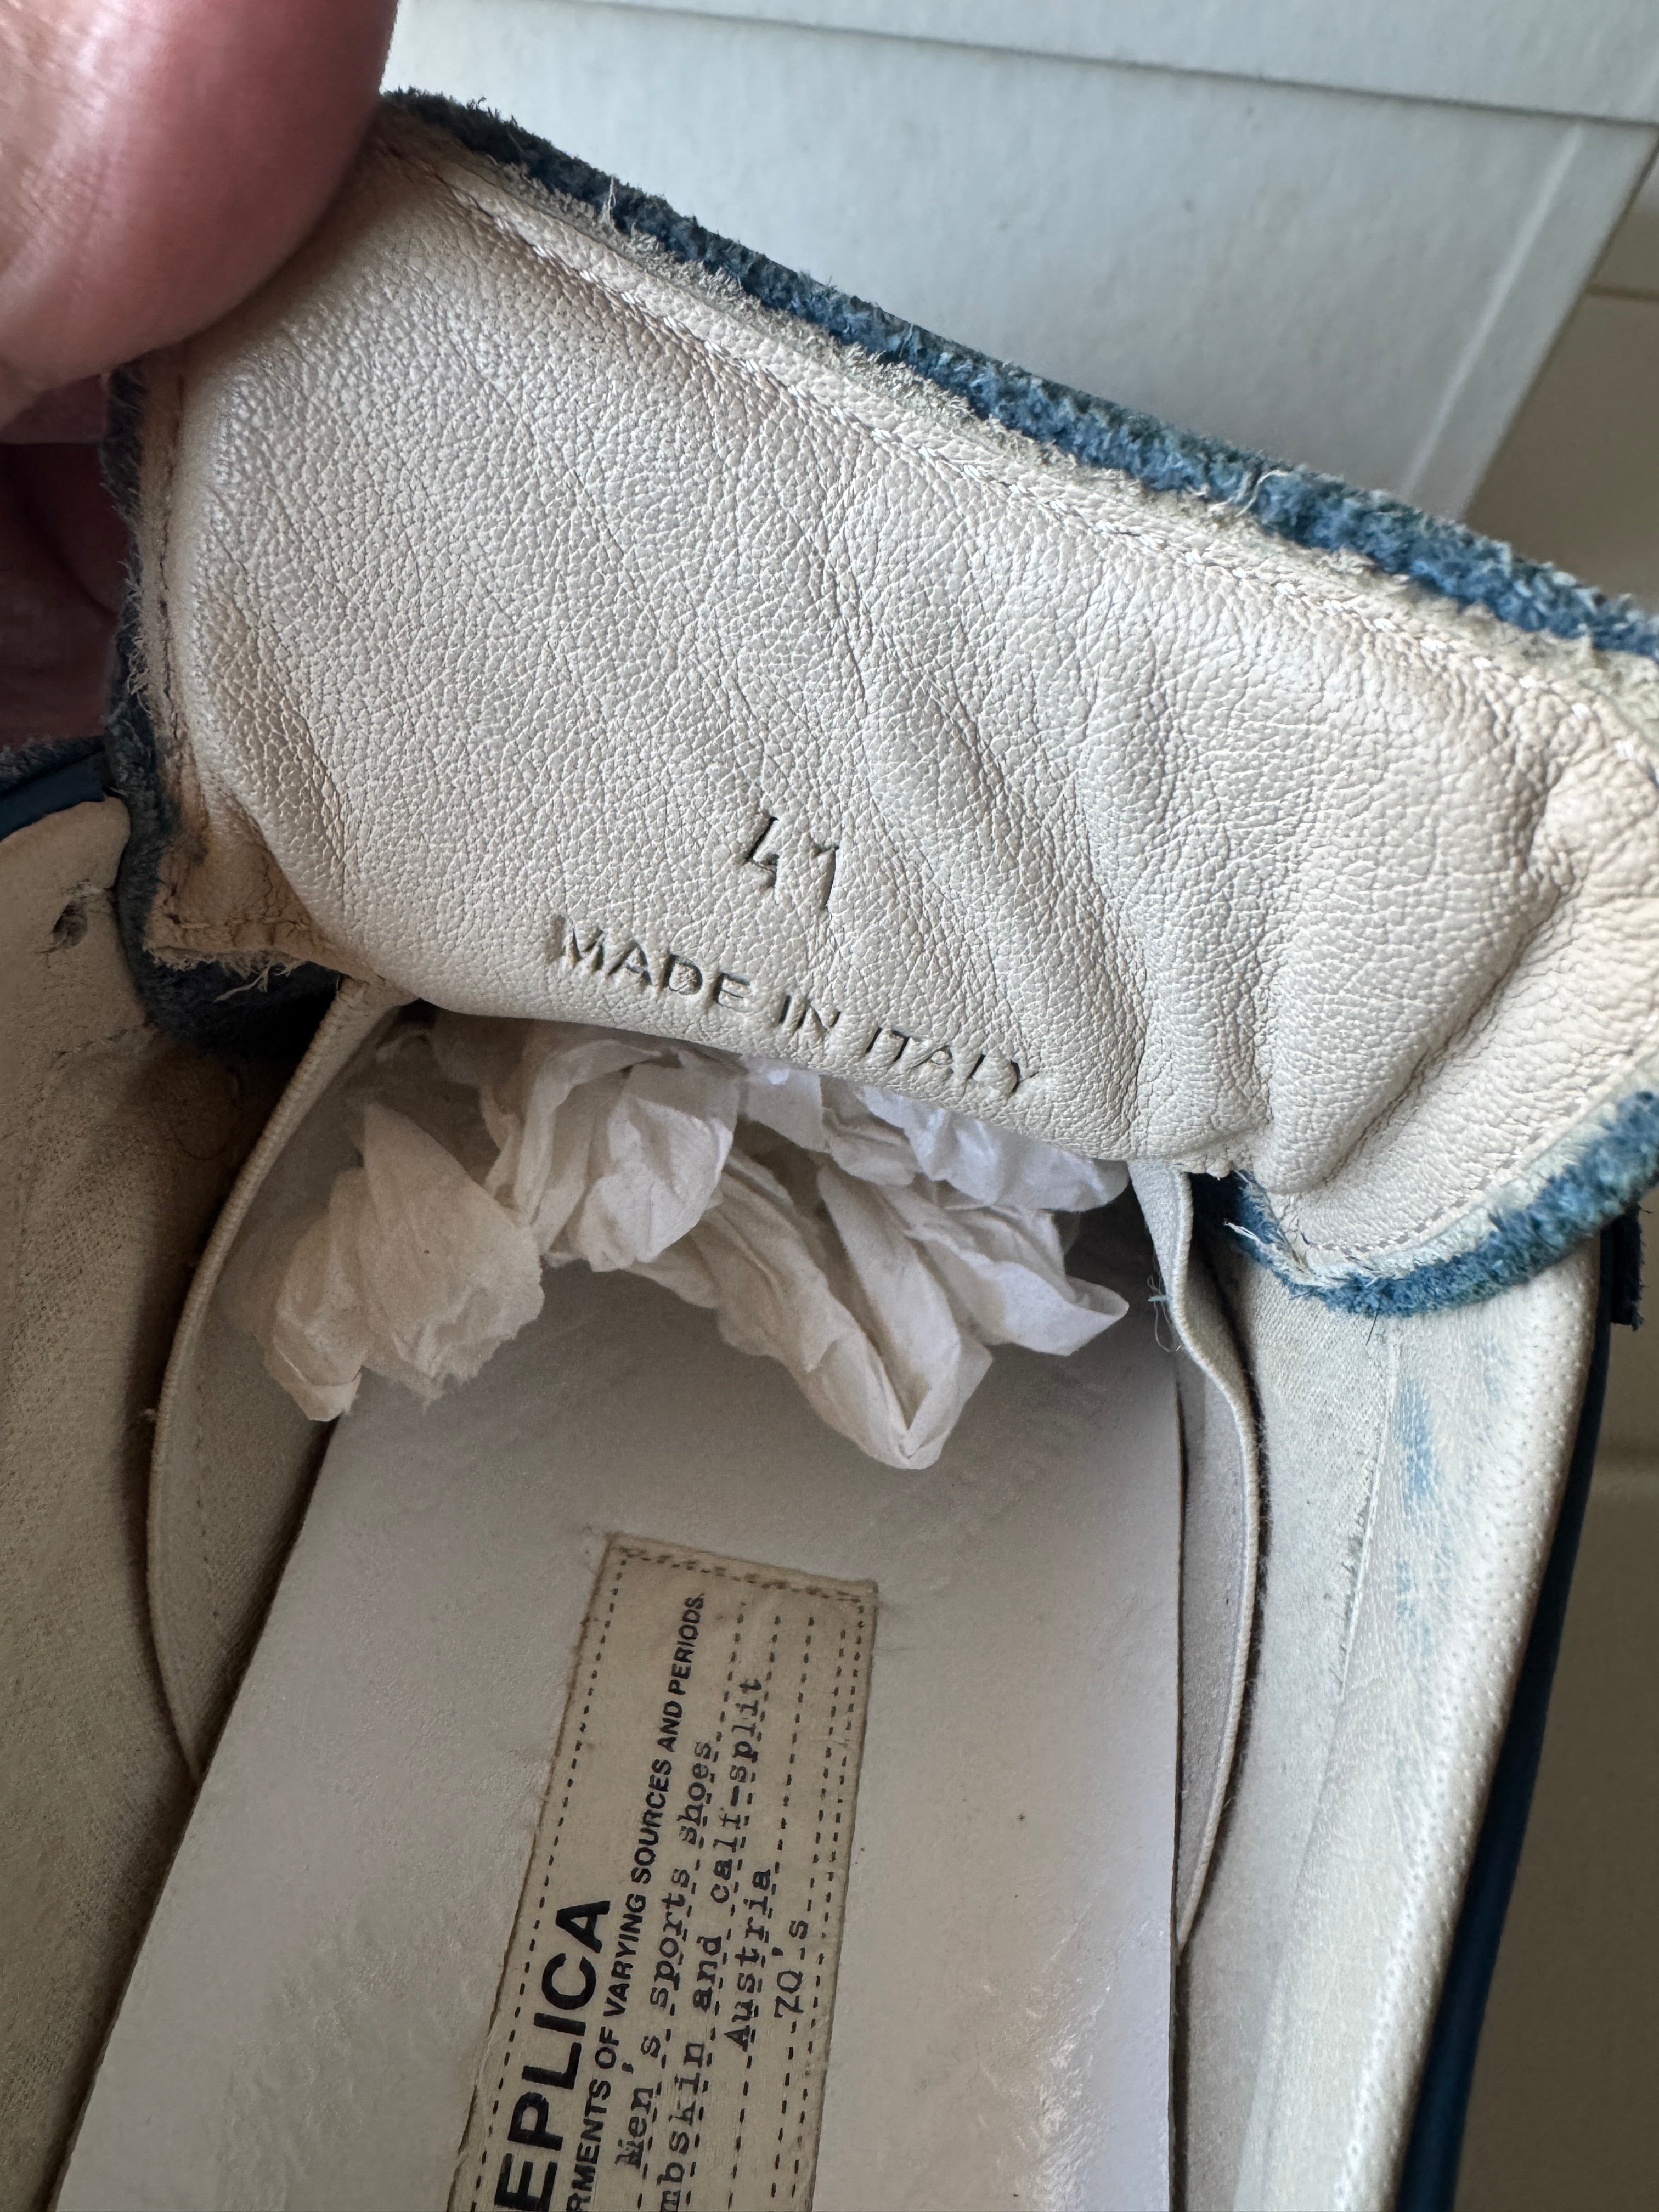 41
MADE IN ITALY
EPLICA
RMENTS OF VARYING SOURCES AND PERIODS.
Men's sports shoes
mbskin and calf-split
Austria
70's